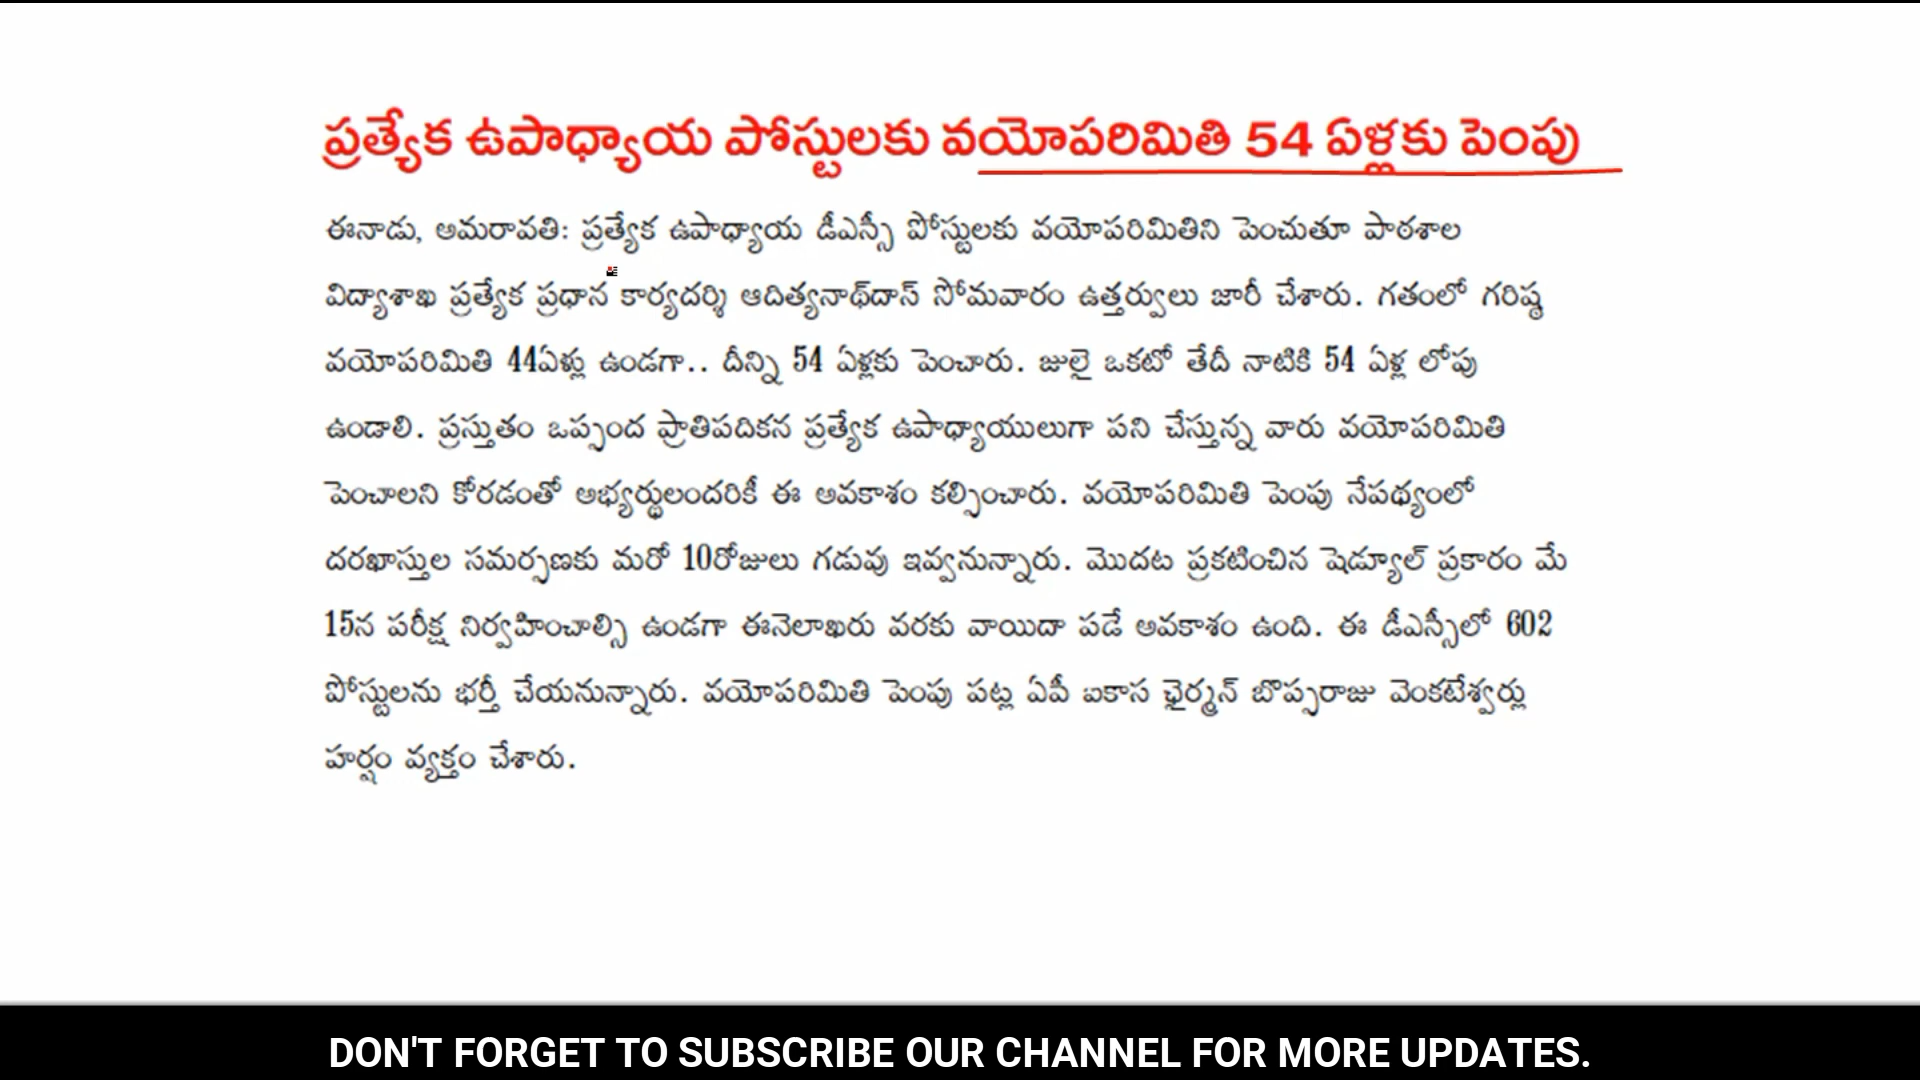 ప్రత్యేక ఉపాధ్యాయ పోస్టులకు వయోపరిమితి 54 ఏళ్లకు పెంపు
ఈనాడు, అమరావతి: ప్రత్యేక ఉపాధ్యాయ డీఎస్సీ పోస్టులకు వయోపరిమితిని పెంచుతూ పాఠశాల
విద్యాశాఖ ప్రత్యేక ప్రధాన కార్యదర్శి ఆదిత్యనాథ్‌దాస్ సోమవారం ఉత్తర్వులు జారీ చేశారు. గతంలో గరిష్ఠ
వయోపరిమితి 44ఏళ్లు ఉండగా.. దీన్ని 54 ఏళ్లకు పెంచారు. జులై ఒకటో తేదీ నాటికి 54 ఏళ్ల లోపు
ఉండాలి. ప్రస్తుతం ఒప్పంద ప్రాతిపదికన ప్రత్యేక ఉపాధ్యాయులుగా పని చేస్తున్న వారు వయోపరిమితి
పెంచాలని కోరడంతో అభ్యర్థులందరికీ ఈ అవకాశం కల్పించారు. వయోపరిమితి పెంపు నేపథ్యంలో
దరఖాస్తుల సమర్పణకు మరో 10రోజులు గడువు ఇవ్వనున్నారు. మొదట ప్రకటించిన షెడ్యూల్ ప్రకారం మే
15న పరీక్ష నిర్వహించాల్సి ఉండగా ఈనెలాఖరు వరకు వాయిదా పడే అవకాశం ఉంది. ఈ డీఎస్సీలో 602
పోస్టులను భర్తీ చేయనున్నారు. వయోపరిమితి పెంపు పట్ల ఏపీ ఐకాస ఛైర్మన్ బొప్పరాజు వెంకటేశ్వర్లు
హర్షం వ్యక్తం చేశారు.
DON'T FORGET TO SUBSCRIBE OUR CHANNEL FOR MORE UPDATES.